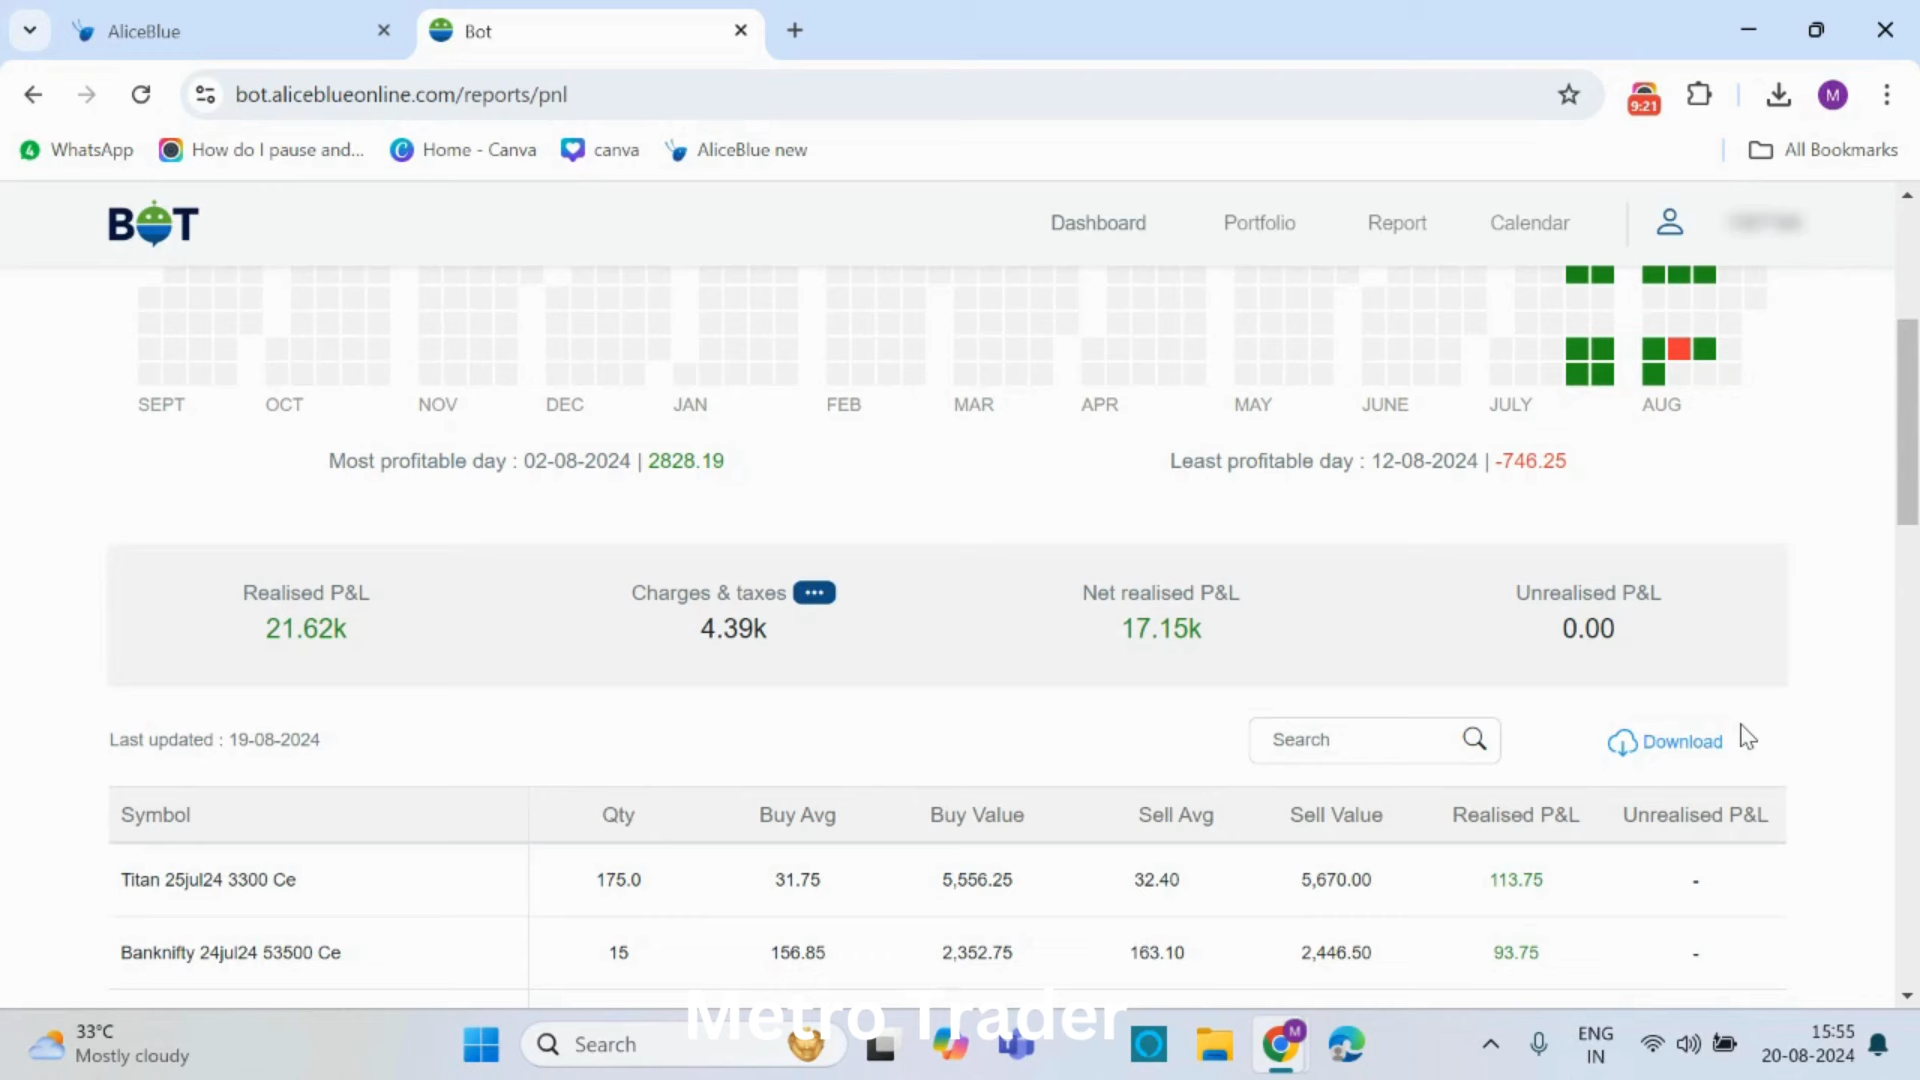 AliceBlue
Bot
bot.aliceblueonline.com/reports/pnl
9:21
M
4 WhatsApp
How do I pause and...
Home - Canva
canva
AliceBlue new
All Bookmarks
BOT
Dashboard
Portfolio
Report
Calendar
SEPT OCT NOV DEC JAN FEB MAR APR MAY JUNE JULY AUG
Most profitable day : 02-08-2024 | 2828.19
Least profitable day : 12-08-2024 | -746.25
Realised P&L
21.62k
Charges & taxes
4.39k
Net realised P&L
17.15k
Unrealised P&L
0.00
Last updated : 19-08-2024
Search
Download
Symbol Qty Buy Avg Buy Value Sell Avg Sell Value Realised P&L Unrealised P&L
Titan 25jul24 3300 Ce 175.0 31.75 5,556.25 32.40 5,670.00 113.75 -
Banknifty 24jul24 53500 Ce 15 156.85 2,352.75 163.10 2,446.50 93.75 -
Metro Trader
33°C
Mostly cloudy
Search
M
ENG
IN
15:55
20-08-2024